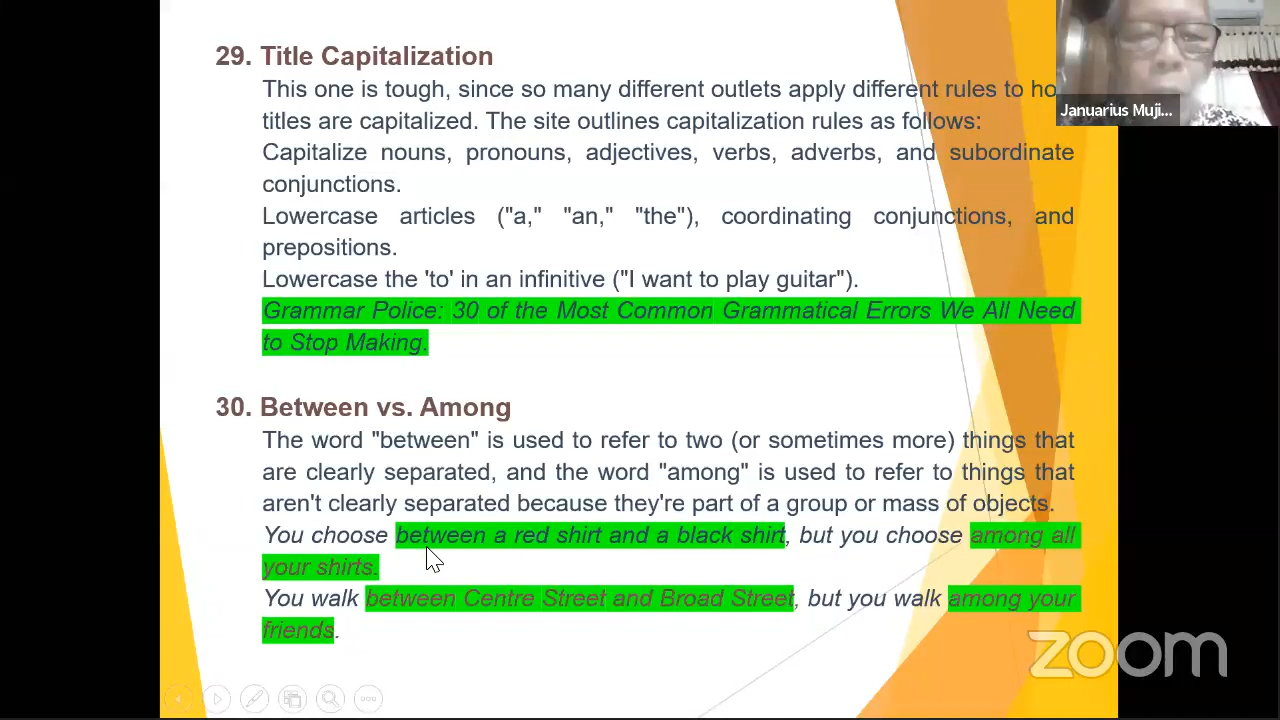 29. Title Capitalization
This one is tough, since so many different outlets apply different rules to ho
titles are capitalized. The site outlines capitalization rules as follows:
Capitalize nouns, pronouns, adjectives, verbs, adverbs, and subordinate
conjunctions.
Lowercase articles ("a," "an," "the"), coordinating conjunctions, and
prepositions.
Lowercase the 'to' in an infinitive ("I want to play guitar").
Grammar Police: 30 of the Most Common Grammatical Errors We All Need
to Stop Making.
30. Between vs. Among
The word "between" is used to refer to two (or sometimes more) things that
are clearly separated, and the word "among" is used to refer to things that
aren't clearly separated because they're part of a group or mass of objects.
You choose between a red shirt and a black shirt, but you choose among all
your shirts.
You walk between Centre Street and Broad Street, but you walk among your
friends.
Januarius Muji...
zoom